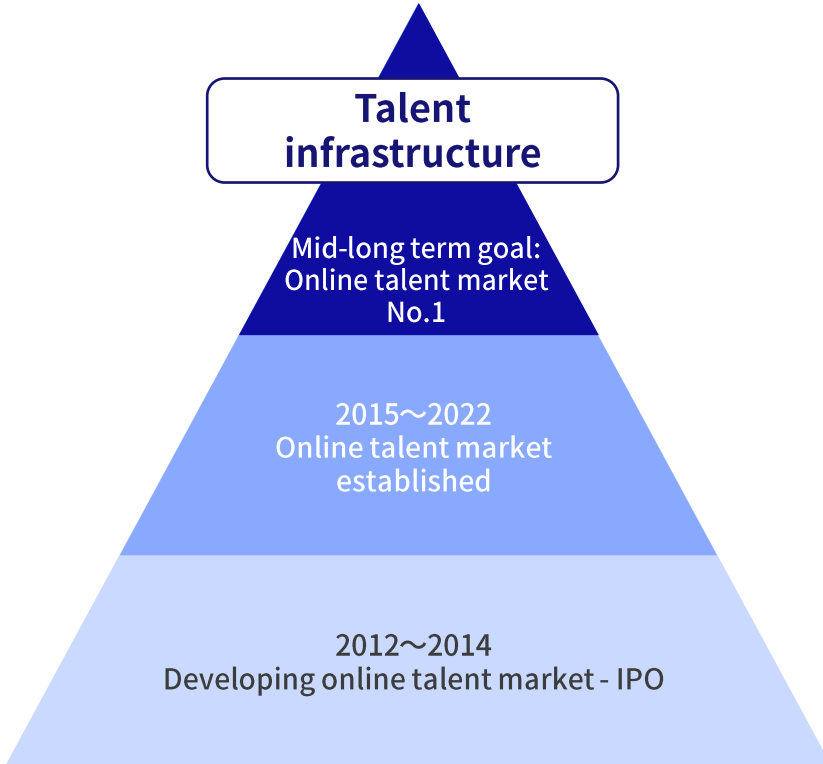 Talent
infrastructure
Mid-long term goal:
Online talent market
No.1
2015～2022
Online talent market
established
2012～2014
Developing online talent market - IPO